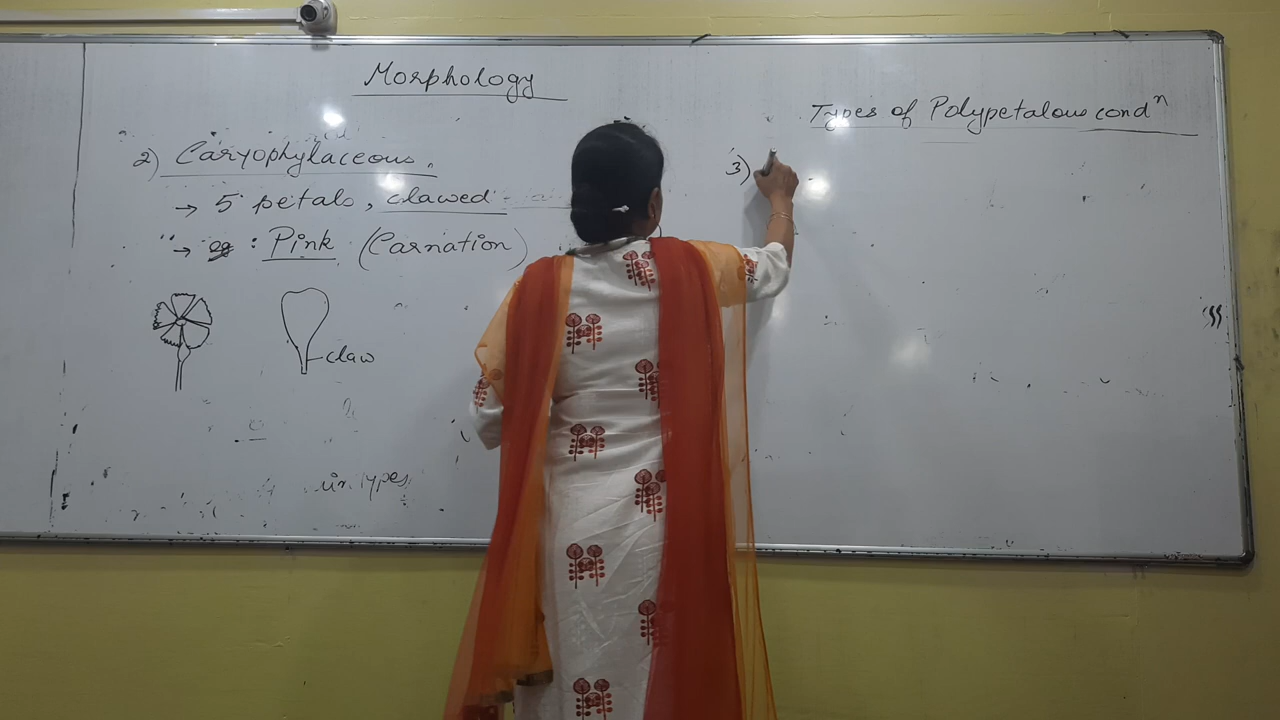 Morphology
2) Caryophylaceous.
→ 5 petals, clawed
→ eg : Pink (Carnation)
claw
types
Types of Polypetalous condⁿ
3)